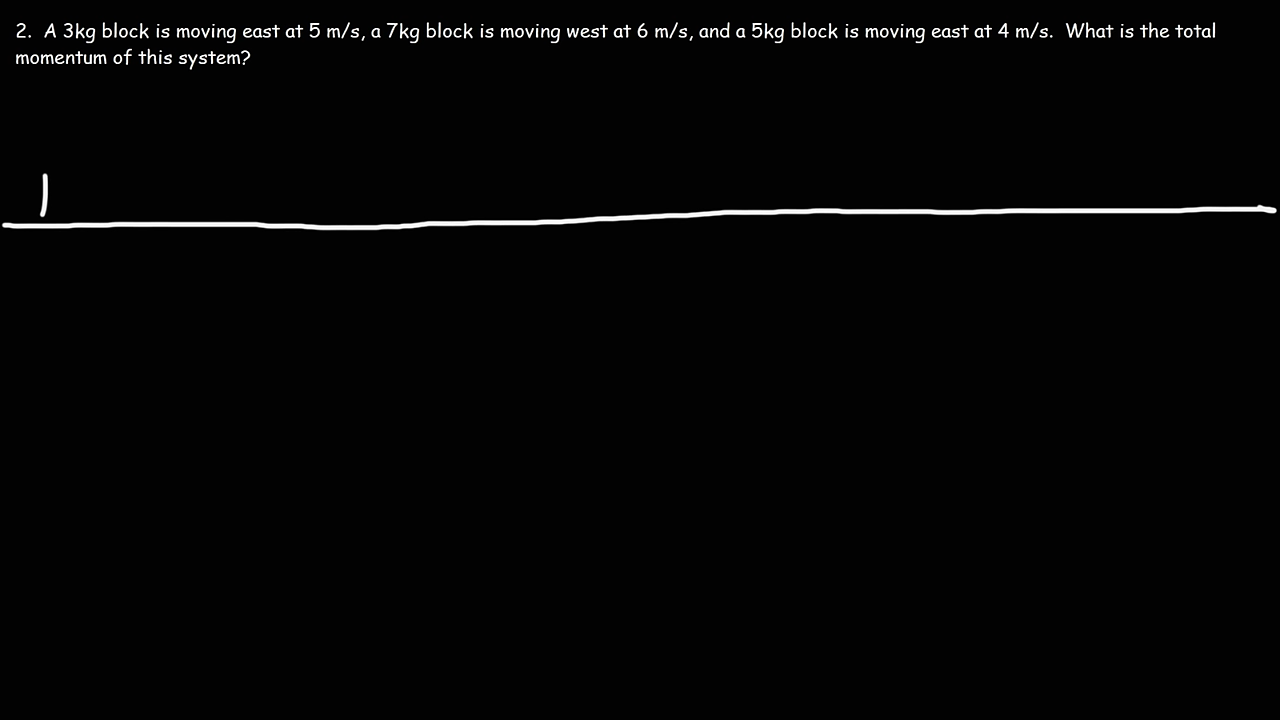 2. A 3kg block is moving east at 5 m/s, a 7kg block is moving west at 6 m/s, and a 5kg block is moving east at 4 m/s. What is the total
momentum of this system?